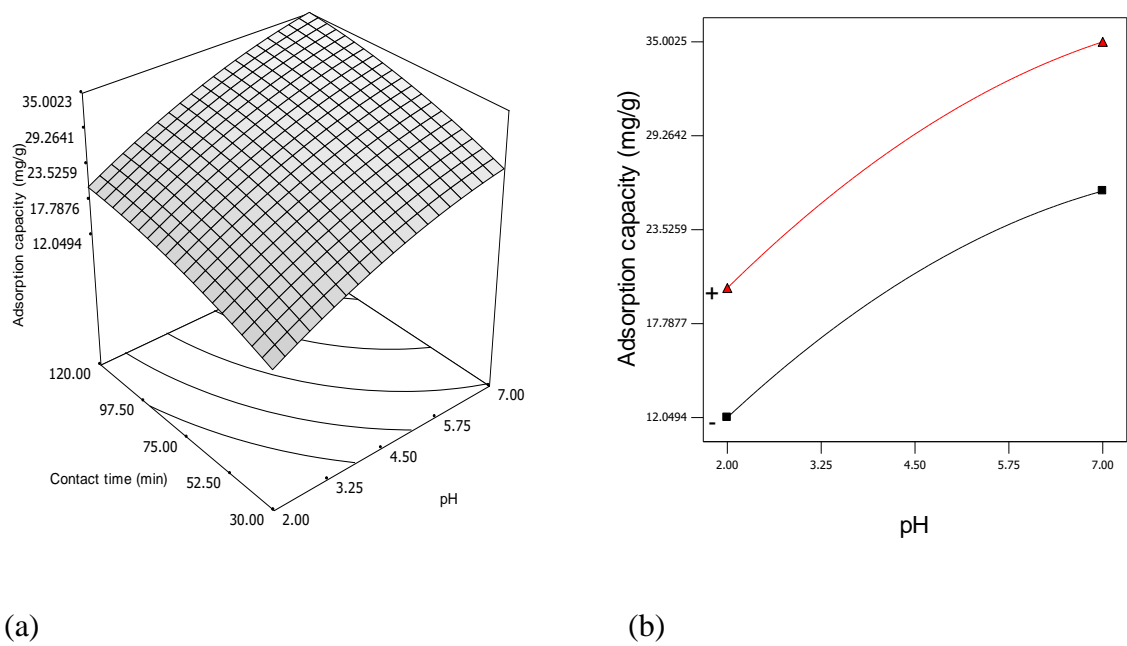 35.0023
29.2641
23.5259
17.7876
12.0494
Adsorption capacity (mg/g)
120.00
97.50
75.00
52.50
30.00
Contact time (min)
2.00
3.25
4.50
5.75
7.00
pH
(a)
35.0025
29.2642
23.5259
17.7877
12.0494
Adsorption capacity (mg/g)
+
-
2.00 3.25 4.50 5.75 7.00
pH
(b)